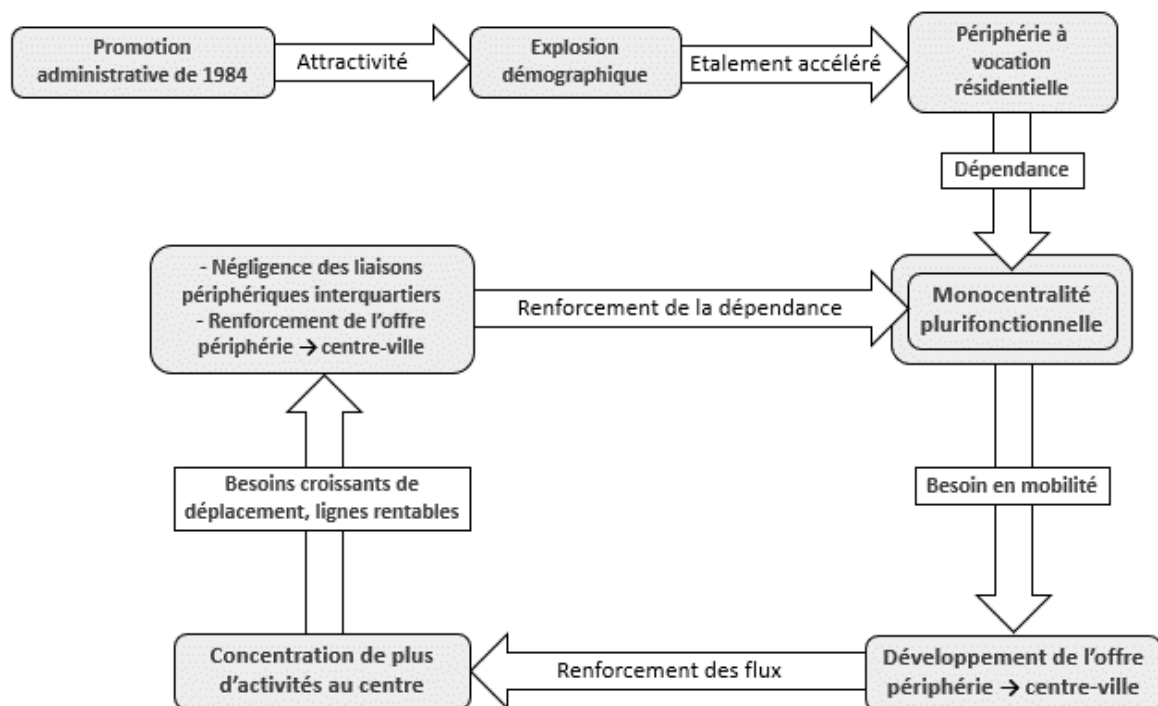 Promotion
administrative de 1984
Attractivité
Explosion
démographique
Etalement accéléré
Périphérie à
vocation
résidentielle
Dépendance
- Négligence des liaisons
périphériques interquartiers
- Renforcement de l’offre
périphérie → centre-ville
Renforcement de la dépendance
Monocentralité
plurifonctionnelle
Besoins croissants de
déplacement, lignes rentables
Besoin en mobilité
Concentration de plus
d’activités au centre
Renforcement des flux
Développement de l’offre
périphérie → centre-ville